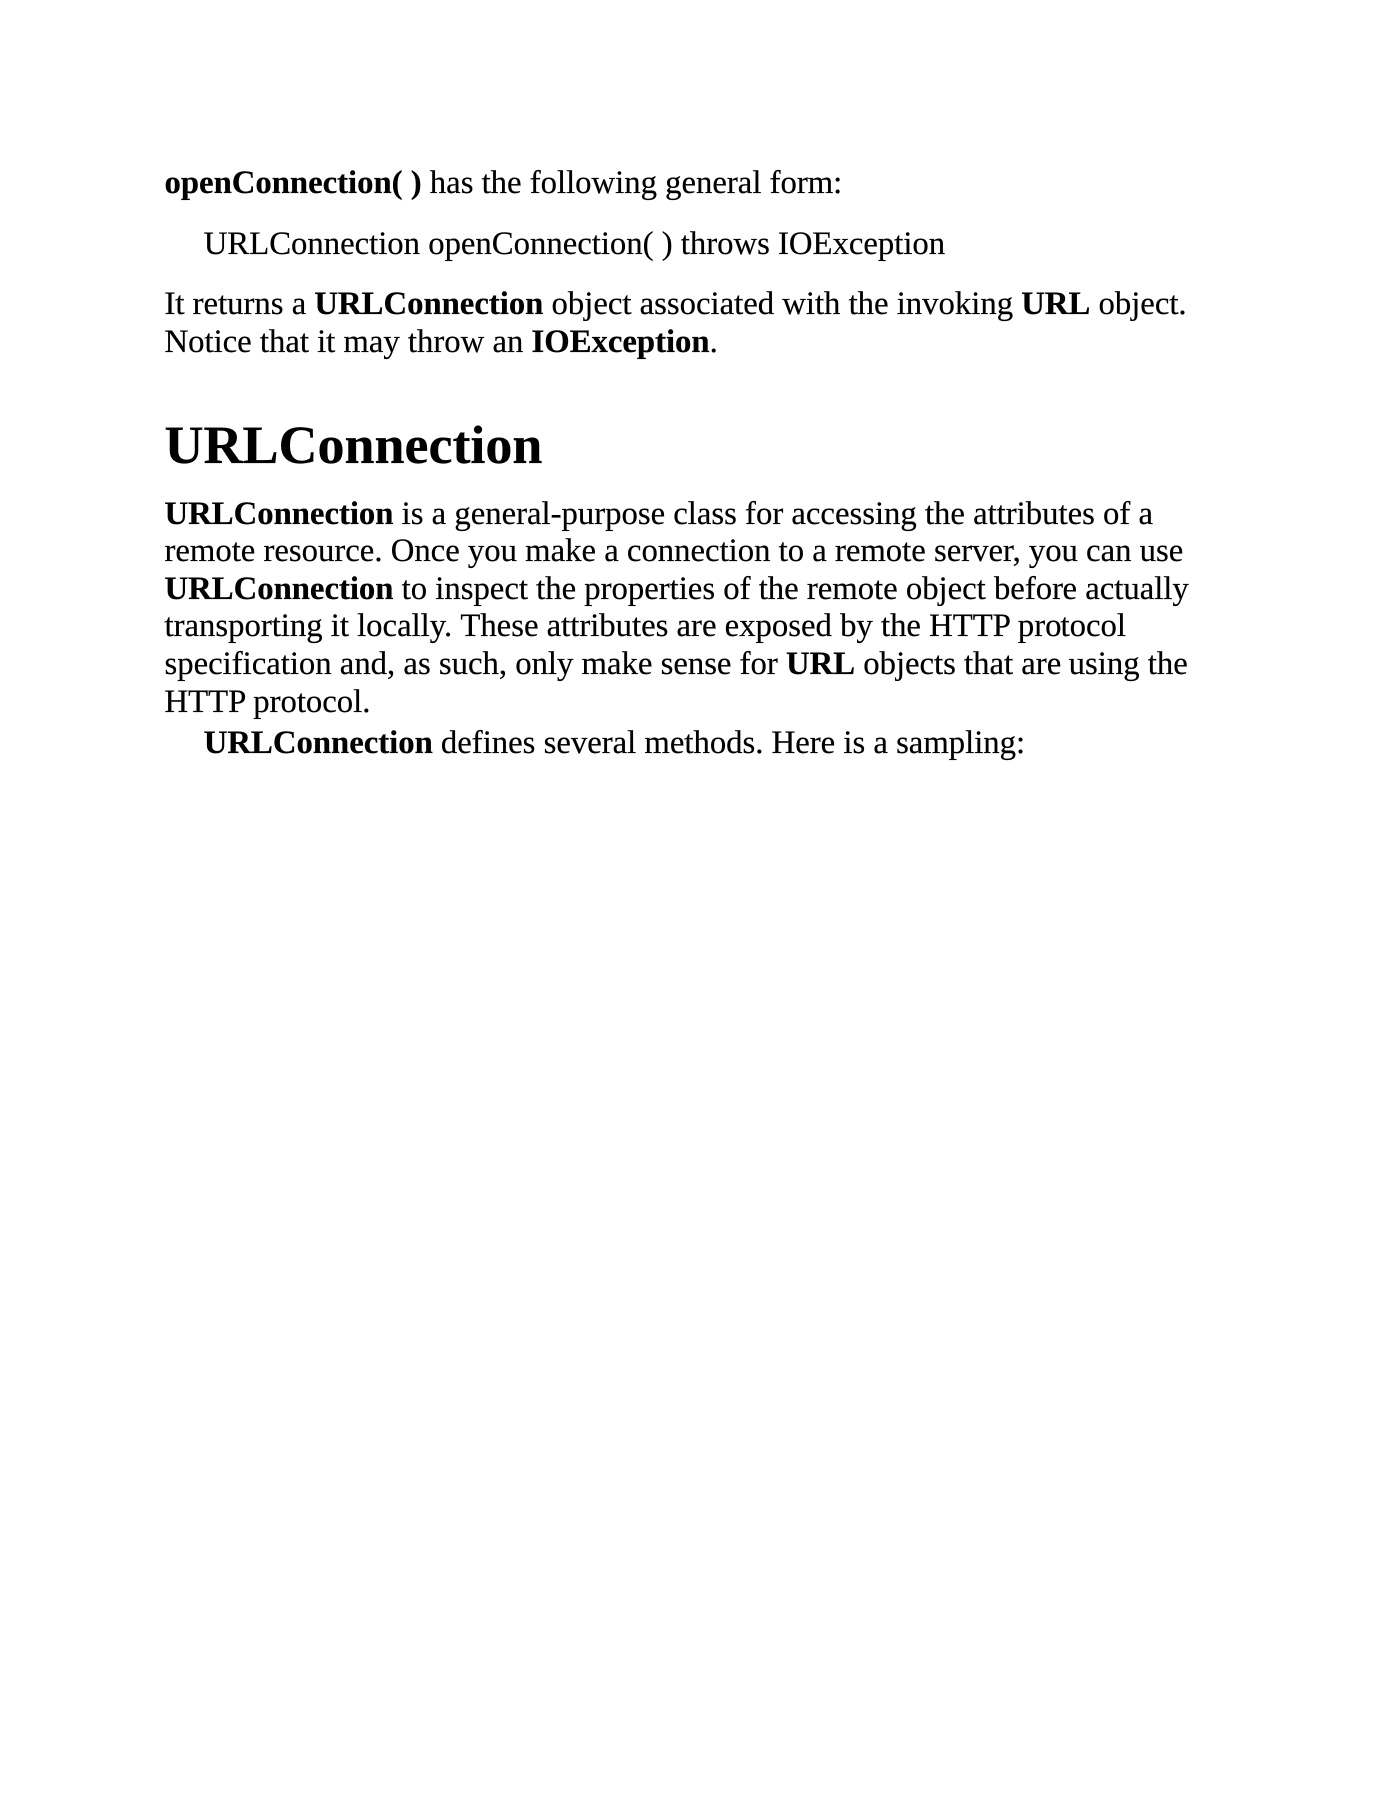 openConnection( ) has the following general form:
URLConnection openConnection( ) throws IOException
It returns a URLConnection object associated with the invoking URL object.
Notice that it may throw an IOException.
URLConnection
URLConnection is a general-purpose class for accessing the attributes of a
remote resource. Once you make a connection to a remote server, you can use
URLConnection to inspect the properties of the remote object before actually
transporting it locally. These attributes are exposed by the HTTP protocol
specification and, as such, only make sense for URL objects that are using the
HTTP protocol.
URLConnection defines several methods. Here is a sampling: